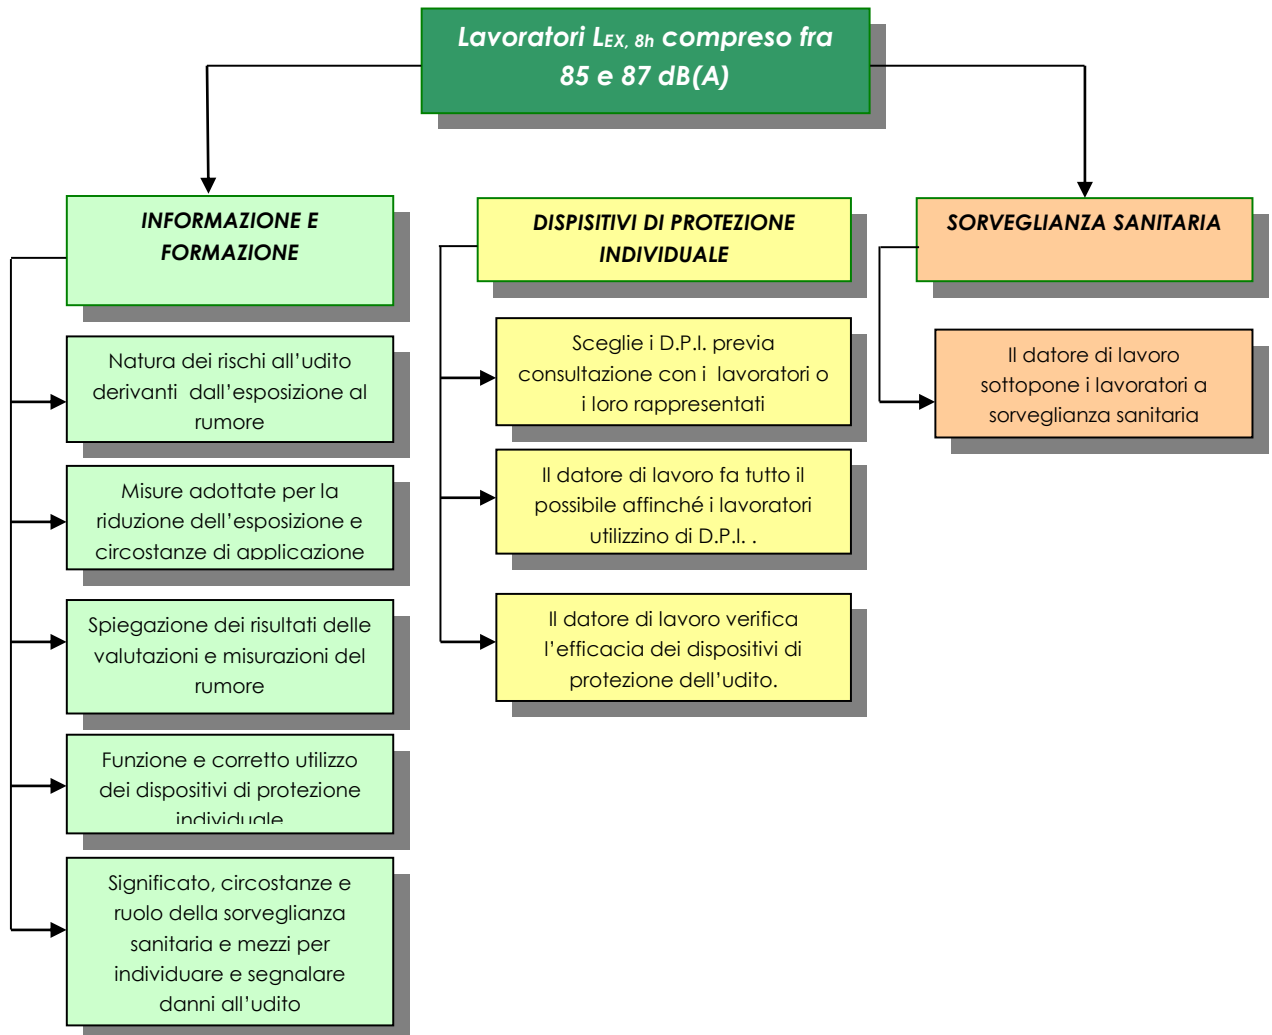 Lavoratori LEX, 8h compreso fra
85 e 87 dB(A)
INFORMAZIONE E
FORMAZIONE
Natura dei rischi all’udito
derivanti dall’esposizione al
rumore
Misure adottate per la
riduzione dell’esposizione e
circostanze di applicazione
Spiegazione dei risultati delle
valutazioni e misurazioni del
rumore
Funzione e corretto utilizzo
dei dispositivi di protezione
individuale
Significato, circostanze e
ruolo della sorveglianza
sanitaria e mezzi per
individuare e segnalare
danni all’udito
DISPOSITIVI DI PROTEZIONE
INDIVIDUALE
Sceglie i D.P.I. previa
consultazione con i lavoratori o
i loro rappresentati
Il datore di lavoro fa tutto il
possibile affinché i lavoratori
utilizzino di D.P.I. .
Il datore di lavoro verifica
l’efficacia dei dispositivi di
protezione dell’udito.
SORVEGLIANZA SANITARIA
Il datore di lavoro
sottopone i lavoratori a
sorveglianza sanitaria